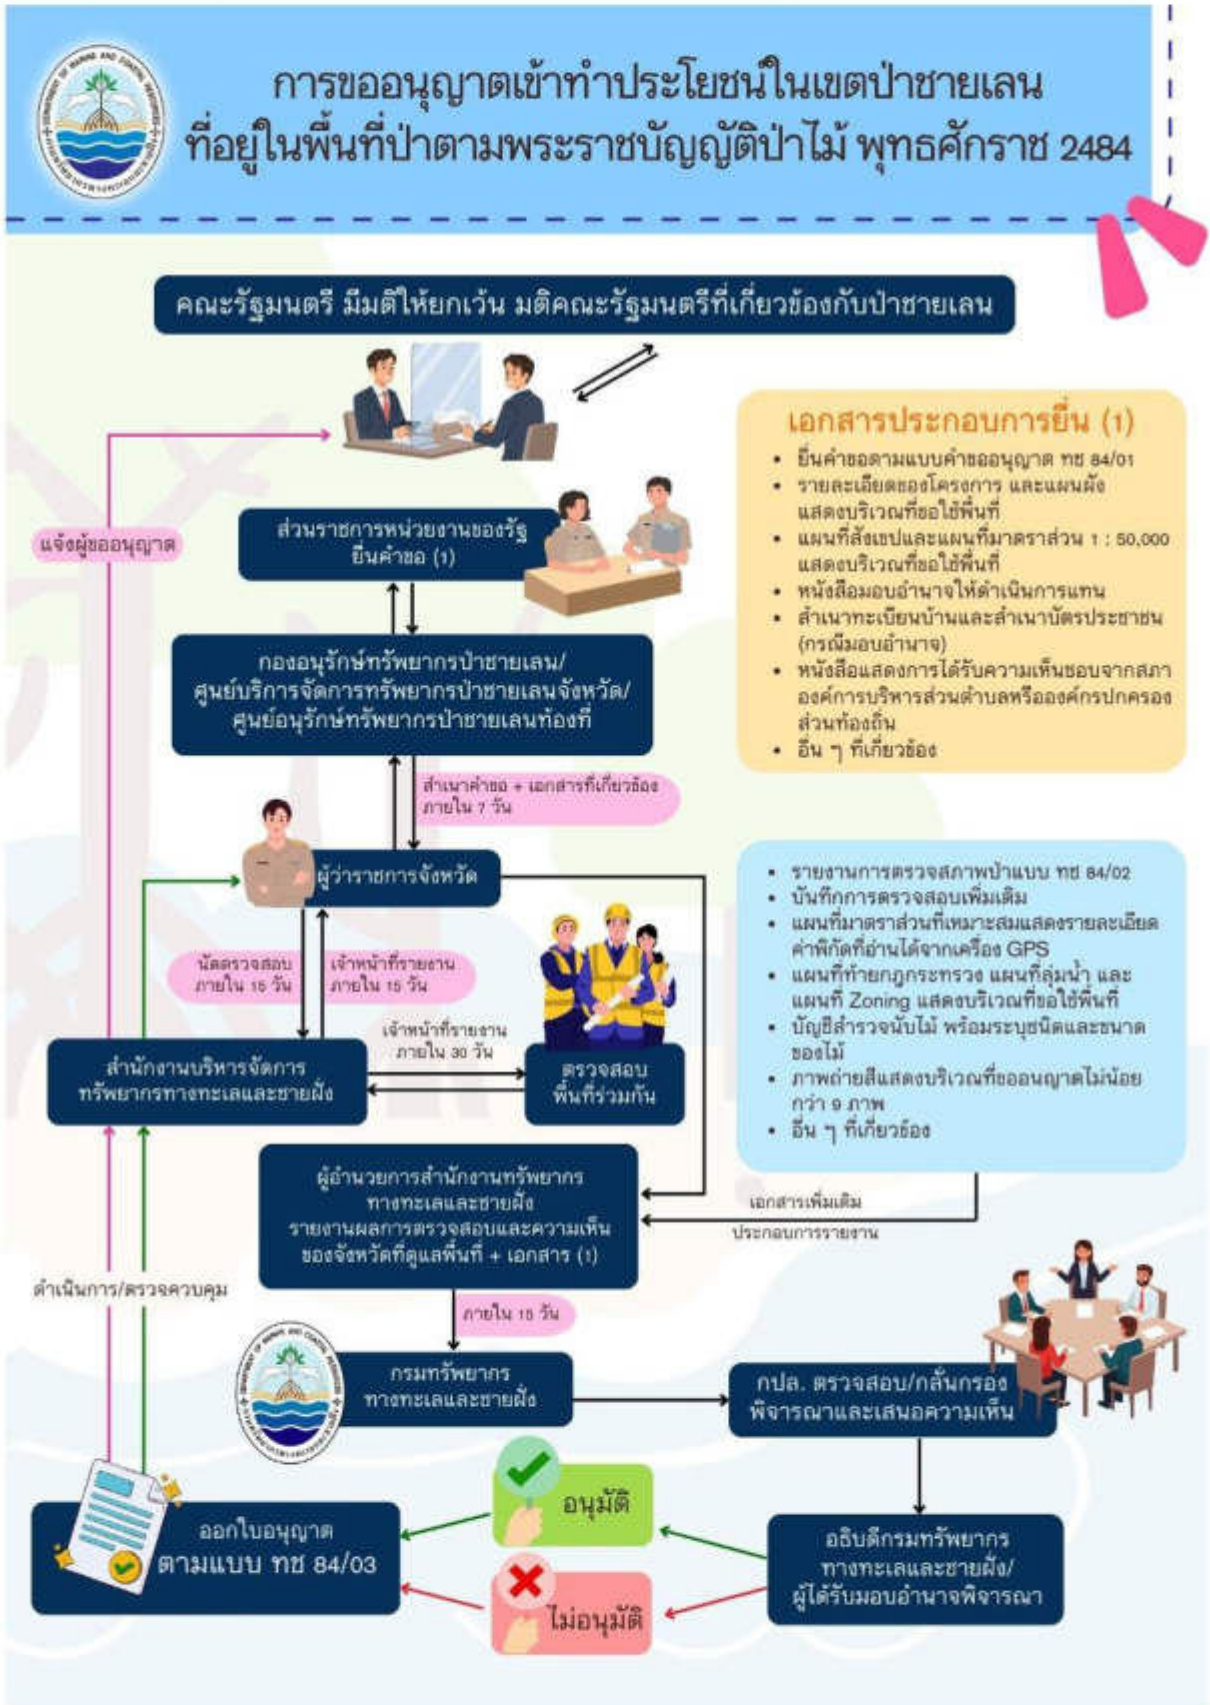 การขออนุญาตเข้าทำประโยชน์ในเขตป่าชายเลน
ที่อยู่ในพื้นที่ป่าตามพระราชบัญญัติป่าไม้ พุทธศักราช 2484
คณะรัฐมนตรี มีมติให้ยกเว้น มติคณะรัฐมนตรีที่เกี่ยวข้องกับป่าชายเลน
เอกสารประกอบการยื่น (1)
• ยื่นคำขอตามแบบคำขออนุญาต ทช 84/01
• รายละเอียดของโครงการ และแผนผัง
แสดงบริเวณที่ขอใช้พื้นที่
• แผนที่สังเขปและแผนที่มาตราส่วน 1 : 50,000
แสดงบริเวณที่ขอใช้พื้นที่
• หนังสือมอบอำนาจให้ดำเนินการแทน
• สำเนาทะเบียนบ้านและสำเนาบัตรประชาชน
(กรณีมอบอำนาจ)
• หนังสือแสดงการได้รับความเห็นชอบจากสภา
องค์การบริหารส่วนตำบลหรือองค์กรปกครอง
ส่วนท้องถิ่น
• อื่น ๆ ที่เกี่ยวข้อง
แจ้งผู้ขออนุญาต
ส่วนราชการหน่วยงานของรัฐ
ยื่นคำขอ (1)
กองอนุรักษ์ทรัพยากรป่าชายเลน/
ศูนย์บริการจัดการทรัพยากรป่าชายเลนจังหวัด/
ศูนย์อนุรักษ์ทรัพยากรป่าชายเลนท้องที่
สำเนาคำขอ + เอกสารที่เกี่ยวข้อง
ภายใน 7 วัน
ผู้ว่าราชการจังหวัด
• รายงานการตรวจสภาพป่าแบบ ทช 84/02
• บันทึกการตรวจสอบเพิ่มเติม
• แผนที่มาตราส่วนที่เหมาะสมแสดงรายละเอียด
ค่าพิกัดที่อ่านได้จากเครื่อง GPS
• แผนที่ท้ายกฎกระทรวง แผนที่ลุ่มน้ำ และ
แผนที่ Zoning แสดงบริเวณที่ขอใช้พื้นที่
• บัญชีสำรวจนับไม้ พร้อมระบุชนิดและขนาด
ของไม้
• ภาพถ่ายสีแสดงบริเวณที่ขออนุญาตไม่น้อย
กว่า 9 ภาพ
• อื่น ๆ ที่เกี่ยวข้อง
นัดตรวจสอบ
ภายใน 15 วัน
เจ้าหน้าที่รายงาน
ภายใน 15 วัน
เจ้าหน้าที่รายงาน
ภายใน 30 วัน
สำนักงานบริหารจัดการ
ทรัพยากรทางทะเลและชายฝั่ง
ตรวจสอบ
พื้นที่ร่วมกัน
ผู้อำนวยการสำนักงานทรัพยากร
ทางทะเลและชายฝั่ง
รายงานผลการตรวจสอบและความเห็น
ของจังหวัดที่ดูแลพื้นที่ + เอกสาร (1)
เอกสารเพิ่มเติม
ประกอบการรายงาน
ดำเนินการ/ตรวจควบคุม
ภายใน 15 วัน
กรมทรัพยากร
ทางทะเลและชายฝั่ง
กปล. ตรวจสอบ/กลั่นกรอง
พิจารณาและเสนอความเห็น
อนุมัติ
ออกใบอนุญาต
ตามแบบ ทช 84/03
อธิบดีกรมทรัพยากร
ทางทะเลและชายฝั่ง/
ผู้ได้รับมอบอำนาจพิจารณา
ไม่อนุมัติ